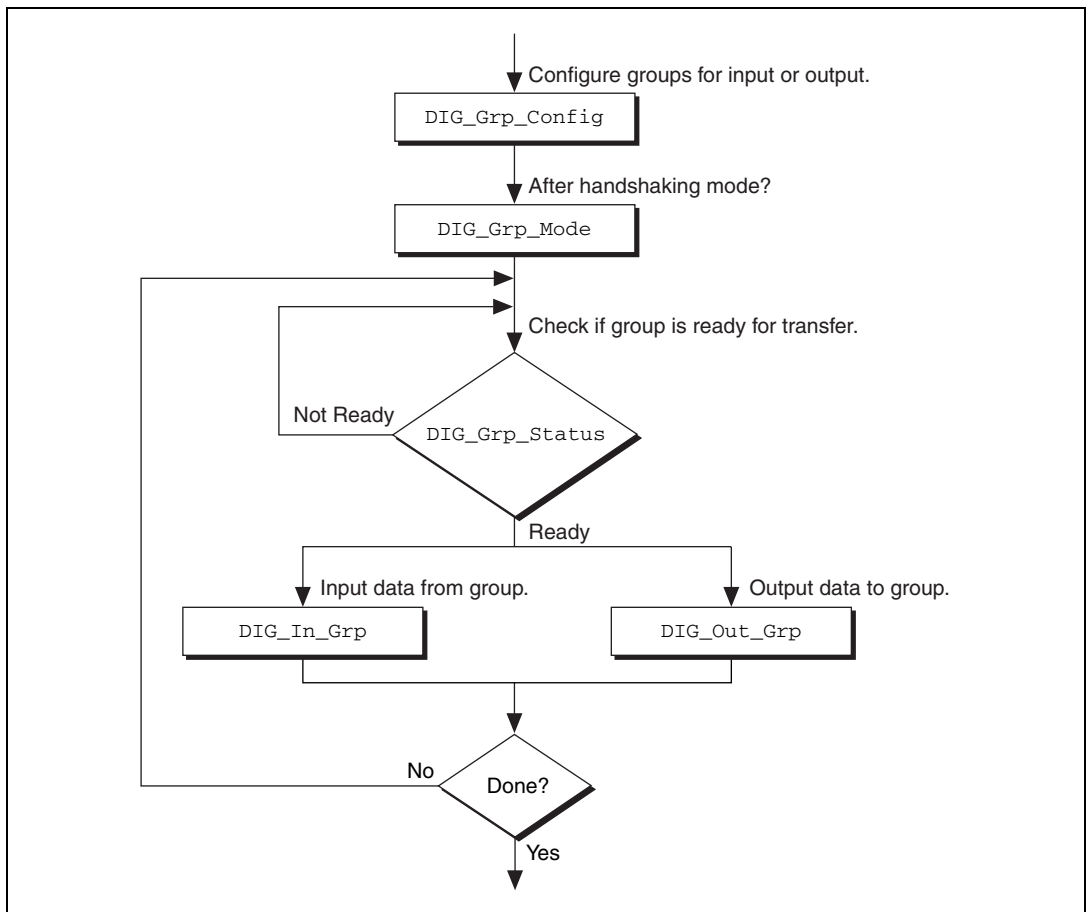 Configure groups for input or output.
DIG_Grp_Config
After handshaking mode?
DIG_Grp_Mode
Check if group is ready for transfer.
Not Ready
DIG_Grp_Status
Ready
Input data from group.
Output data to group.
DIG_In_Grp
DIG_Out_Grp
No
Done?
Yes